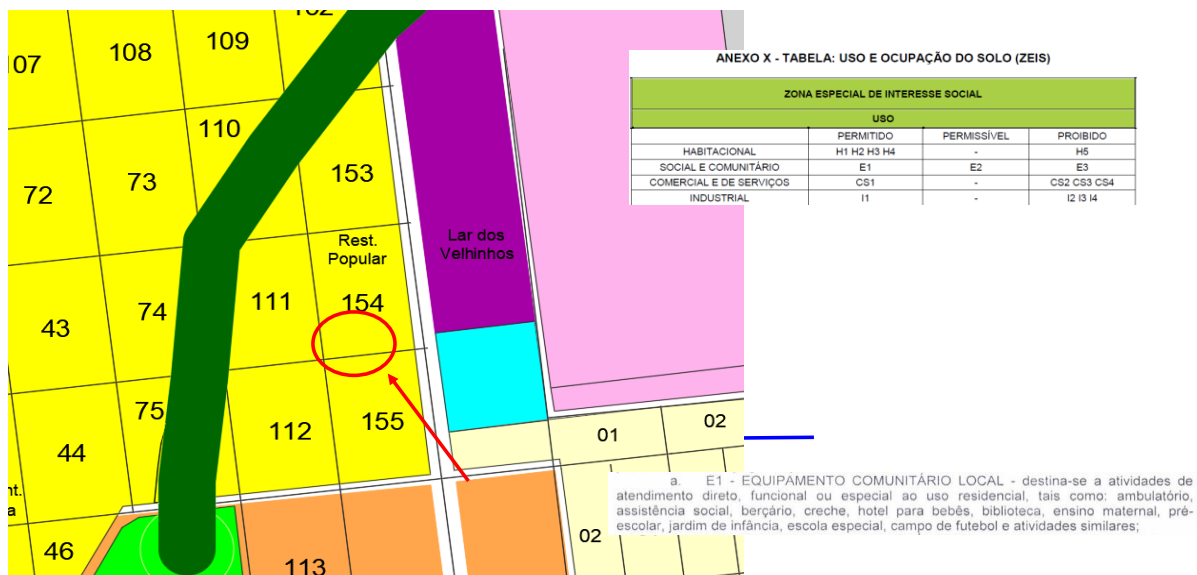 102
07
108
109
110
72
73
153
Rest.
Popular
Lar dos
Velhinhos
43
74
111
154
75
44
112
155
nt.
a
46
113
01
02
02
ANEXO X - TABELA: USO E OCUPAÇÃO DO SOLO (ZEIS)
ZONA ESPECIAL DE INTERESSE SOCIAL
USO
PERMITIDO PERMISSÍVEL PROIBIDO
HABITACIONAL H1 H2 H3 H4 - H5
SOCIAL E COMUNITÁRIO E1 E2 E3
COMERCIAL E DE SERVIÇOS CS1 - CS2 CS3 CS4
INDUSTRIAL I1 - I2 I3 I4
a. E1 - EQUIPAMENTO COMUNITÁRIO LOCAL - destina-se a atividades de
atendimento direto, funcional ou especial ao uso residencial, tais como: ambulatório,
assistência social, berçário, creche, hotel para bebês, biblioteca, ensino maternal, pré-
escolar, jardim de infância, escola especial, campo de futebol e atividades similares;